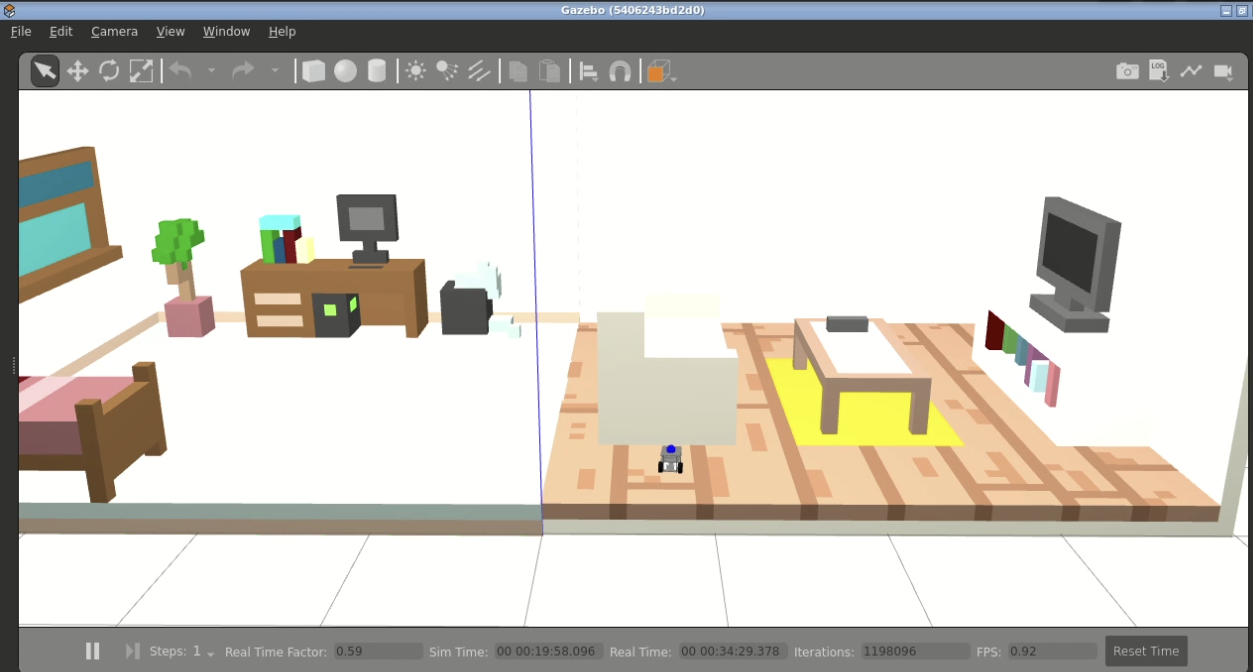 Gazebo (5406243bd2d0)
File Edit Camera View Window Help
LOG
Steps: 1 Real Time Factor: 0.59 Sim Time: 00 00:19:58.096 Real Time: 00 00:34:29.378 Iterations: 1198096 FPS: 0.92 Reset Time